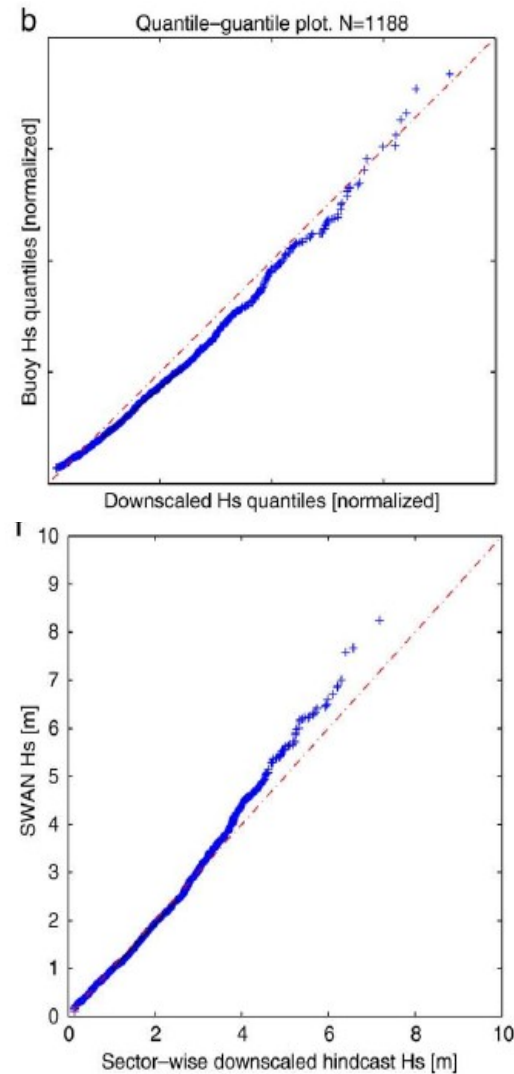 b
Quantile–guantile plot. N=1188
Buoy Hs quantiles [normalized]
Downscaled Hs quantiles [normalized]
10
9
8
7
6
5
4
3
2
1
0
SWAN Hs [m]
0 2 4 6 8 10
Sector–wise downscaled hindcast Hs [m]